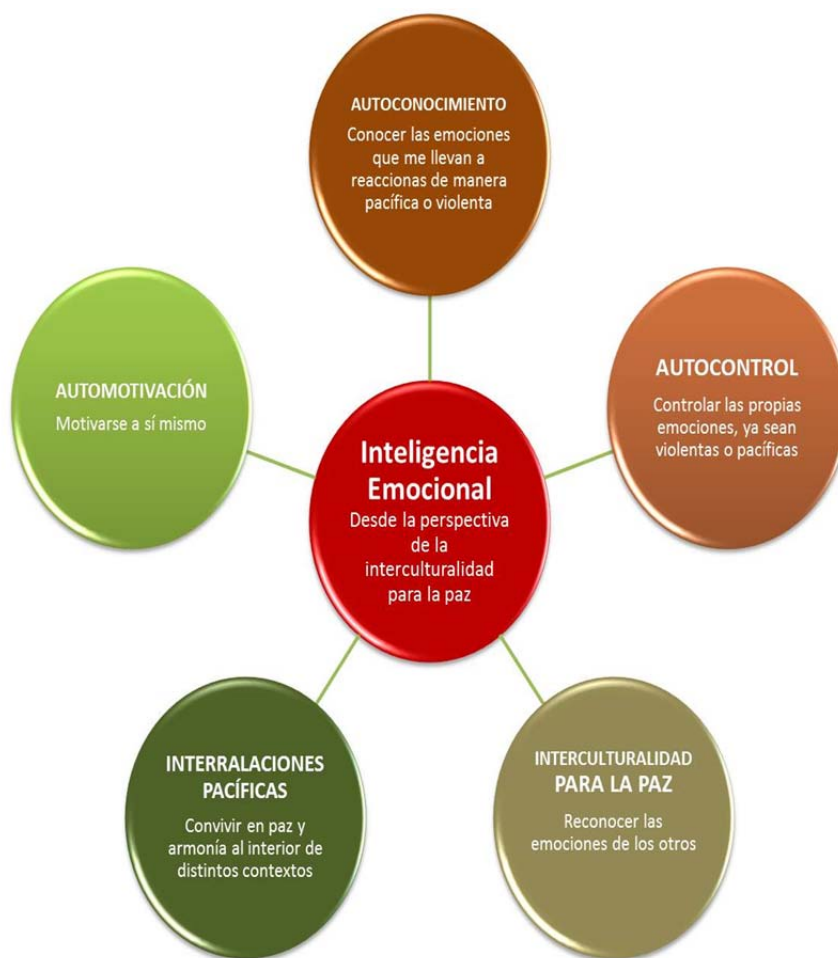 AUTOCONOCIMIENTO
Conocer las emociones
que me llevan a
reaccionas de manera
pacífica o violenta
AUTOMOTIVACIÓN
Motivarse a sí mismo
AUTOCONTROL
Controlar las propias
emociones, ya sean
violentas o pacíficas
Inteligencia
Emocional
Desde la perspectiva
de la
interculturalidad
para la paz
INTERRALACIONES
PACÍFICAS
Convivir en paz y
armonía al interior de
distintos contextos
INTERCULTURALIDAD
PARA LA PAZ
Reconocer las
emociones de los otros